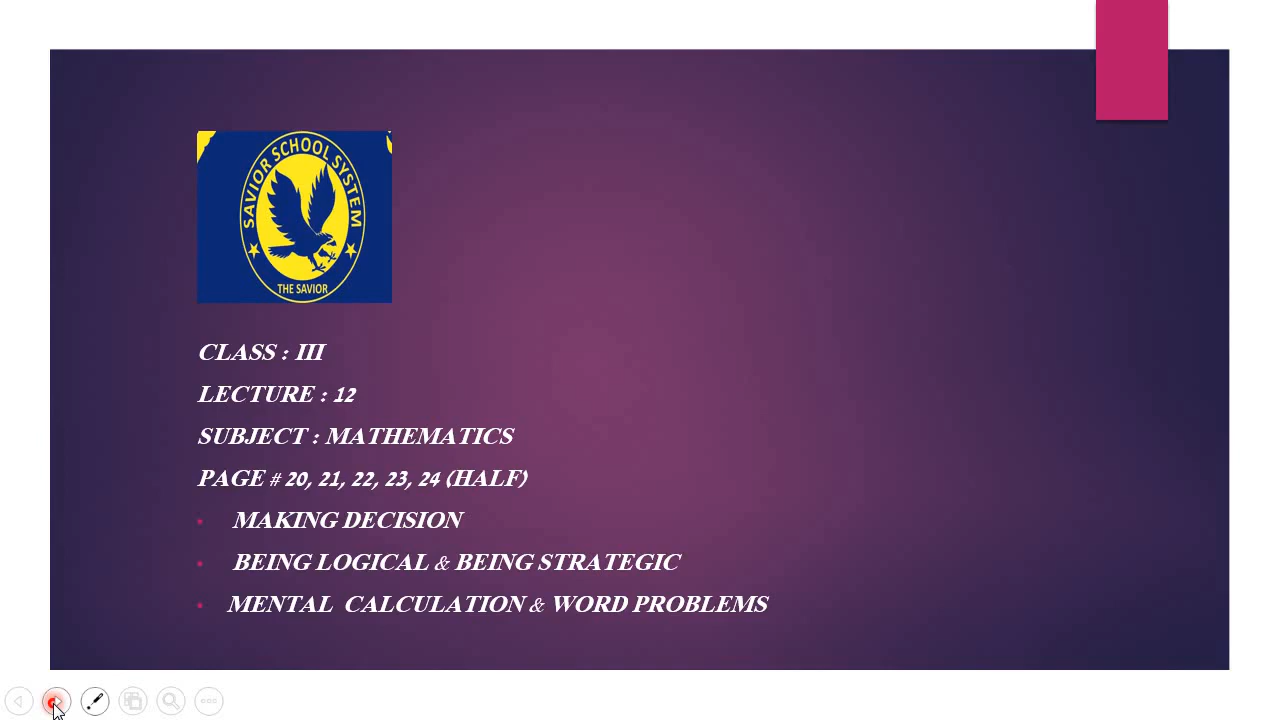 SAVIOR SCHOOL SYSTEM
THE SAVIOR
CLASS : III
LECTURE : 12
SUBJECT : MATHEMATICS
PAGE # 20, 21, 22, 23, 24 (HALF)
MAKING DECISION
BEING LOGICAL & BEING STRATEGIC
MENTAL CALCULATION & WORD PROBLEMS